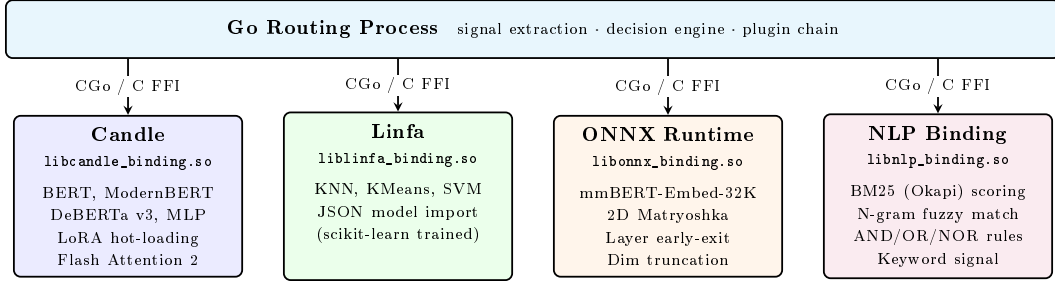 Go Routing Process signal extraction · decision engine · plugin chain
CGo / C FFI
CGo / C FFI
CGo / C FFI
CGo / C FFI
Candle
libcandle_binding.so
BERT, ModernBERT
DeBERTa v3, MLP
LoRA hot-loading
Flash Attention 2
Linfa
liblinfa_binding.so
KNN, KMeans, SVM
JSON model import
(scikit-learn trained)
ONNX Runtime
libonnx_binding.so
mmBERT-Embed-32K
2D Matryoshka
Layer early-exit
Dim truncation
NLP Binding
libnlp_binding.so
BM25 (Okapi) scoring
N-gram fuzzy match
AND/OR/NOR rules
Keyword signal